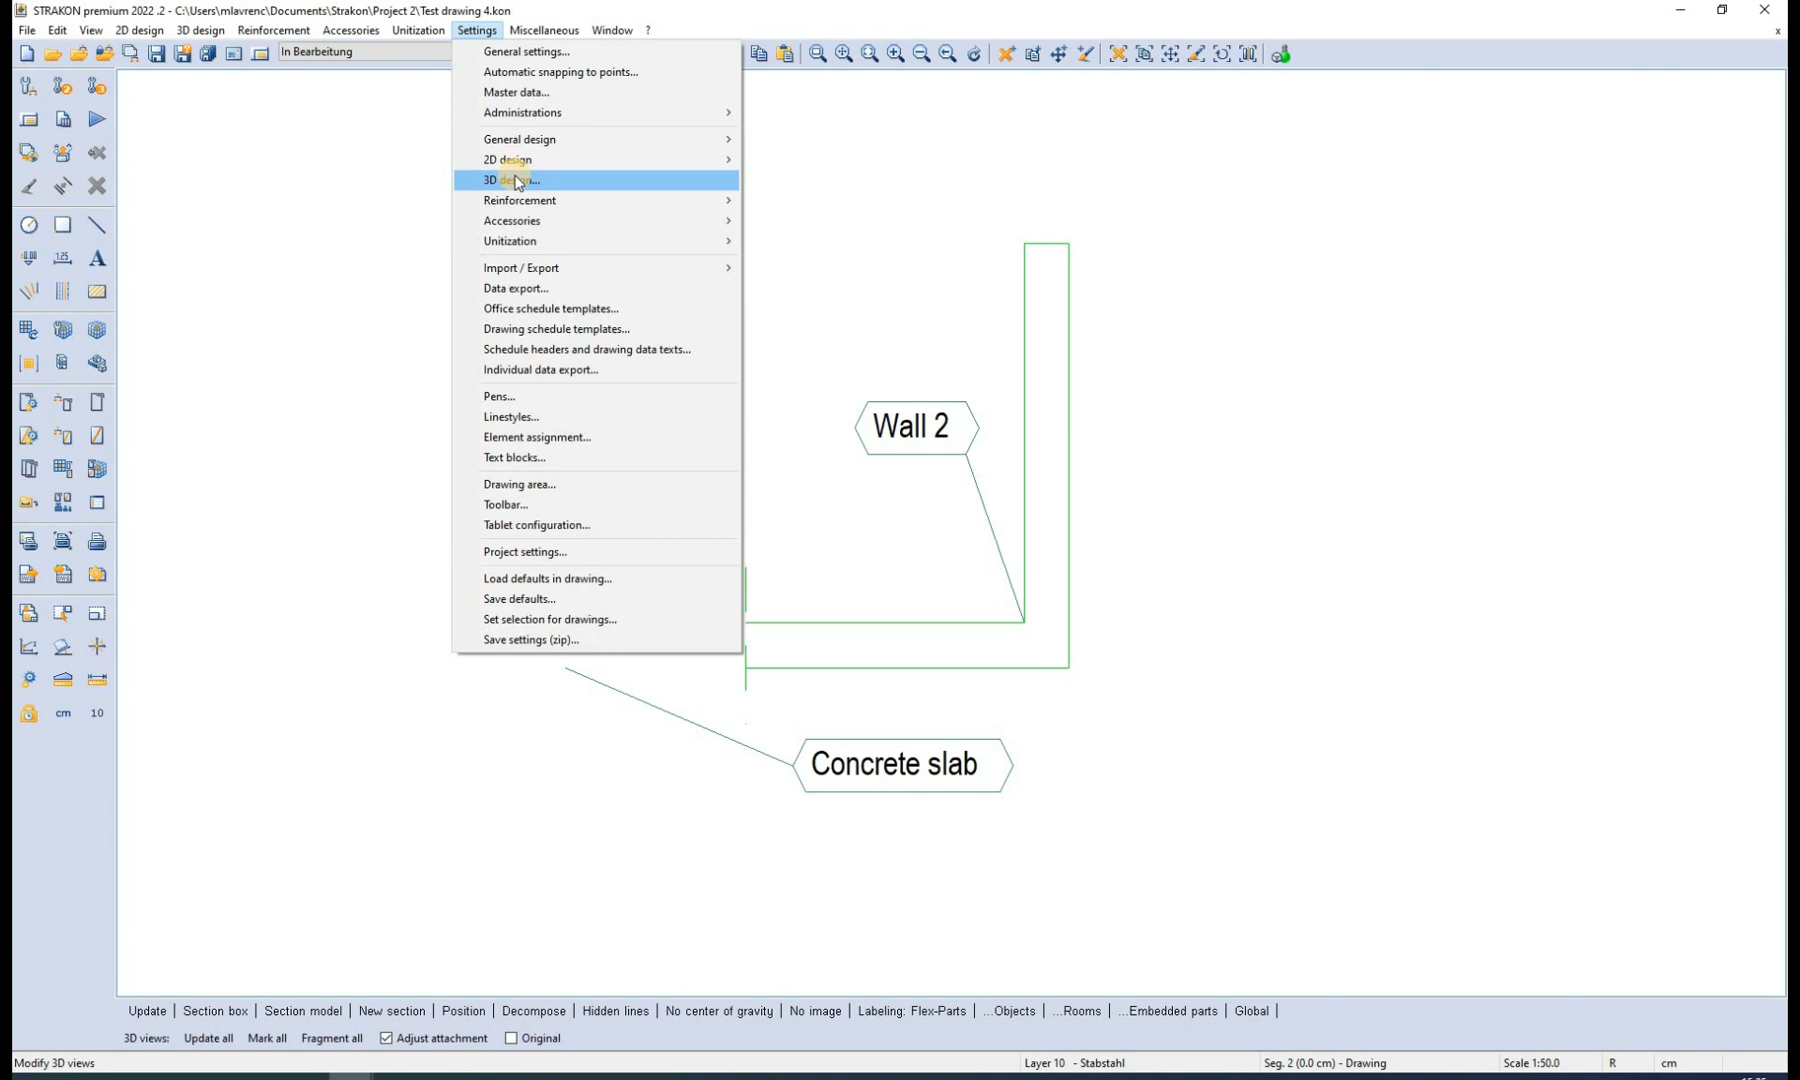 STRAKON premium 2022 .2 - C:\Users\mlavrenc\Documents\Strakon\Project 2\Test drawing 4.kon
File Edit View 2D design 3D design Reinforcement Accessories Unitization Settings Miscellaneous Window ?
In Bearbeitung
General settings...
Automatic snapping to points...
Master data...
Administrations
General design
2D design
3D design...
Reinforcement
Accessories
Unitization
Import / Export
Data export...
Office schedule templates...
Drawing schedule templates...
Schedule headers and drawing data texts...
Individual data export...
Pens...
Linestyles...
Element assignment...
Text blocks...
Drawing area...
Toolbar...
Tablet configuration...
Project settings...
Load defaults in drawing...
Save defaults...
Set selection for drawings...
Save settings (zip)...
cm 10
Wall 2
Concrete slab
Update | Section box | Section model | New section | Position | Decompose | Hidden lines | No center of gravity | No image | Labeling: Flex-Parts | ...Objects | ...Rooms | ...Embedded parts | Global |
3D views: Update all Mark all Fragment all Adjust attachment Original
Modify 3D views Layer 10 - Stabstahl Seg. 2 (0.0 cm) - Drawing Scale 1:50.0 R cm